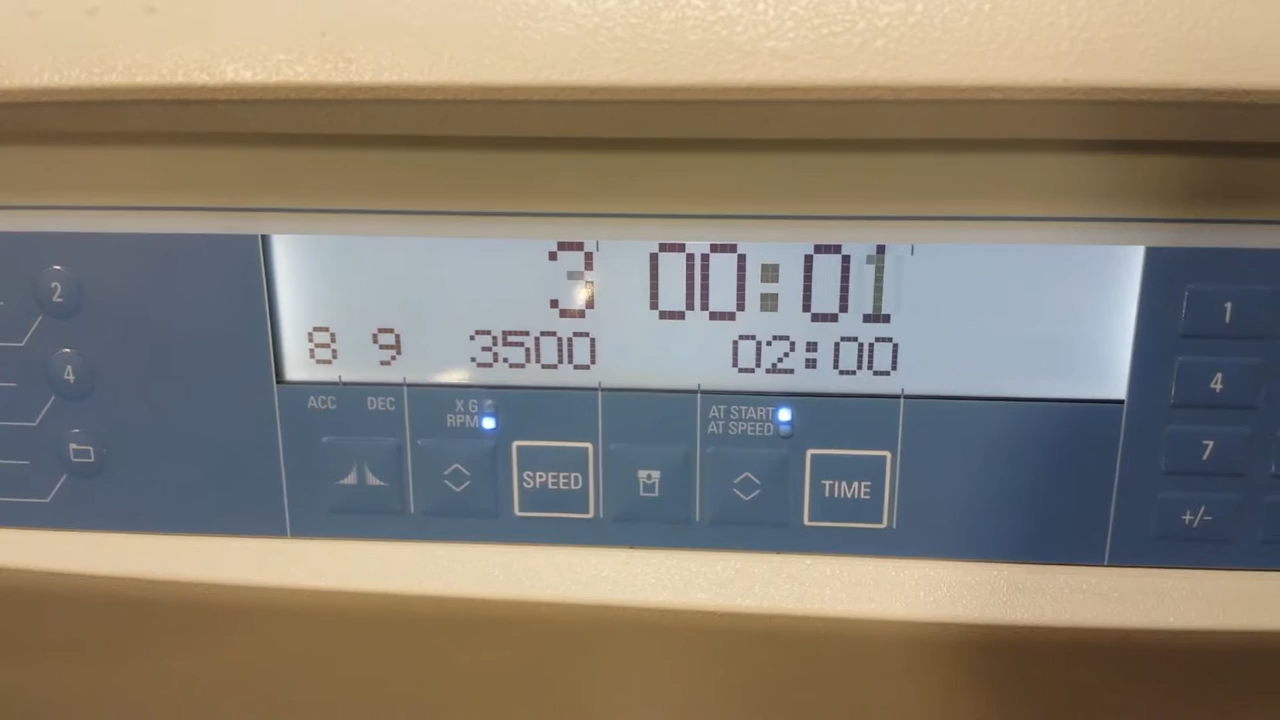 3 00:01
8 9 3500 02:00
ACC DEC
X G
RPM
AT START
AT SPEED
SPEED
TIME
2
4
1
4
7
+/-